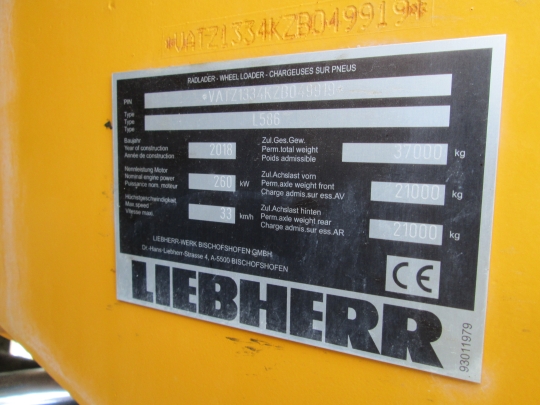 *VATZ1334KZB049919*
RADLADER - WHEEL LOADER - CHARGEUSES SUR PNEUS
PIN *VATZ1334KZB049919*
Type
Type L586
Type
Baujahr
Year of construction 2018
Année de construction
Nennleistung Motor
Nominal engine power 260 kW
Puissance nom. moteur
Höchstgeschwindigkeit
Max.speed 33 km/h
Vitesse maxi.
Zul.Ges.Gew.
Perm.total weight 37000 kg
Poids admissible
Zul.Achslast vorn
Perm.axle weight front 21000 kg
Charge admis.sur ess.AV
Zul.Achslast hinten
Perm.axle weight rear 21000 kg
Charge admis.sur ess.AR
LIEBHERR-WERK BISCHOFSHOFEN GMBH
Dr.-Hans-Liebherr-Strasse 4, A-5500 BISCHOFSHOFEN
CE
LIEBHERR
93011979